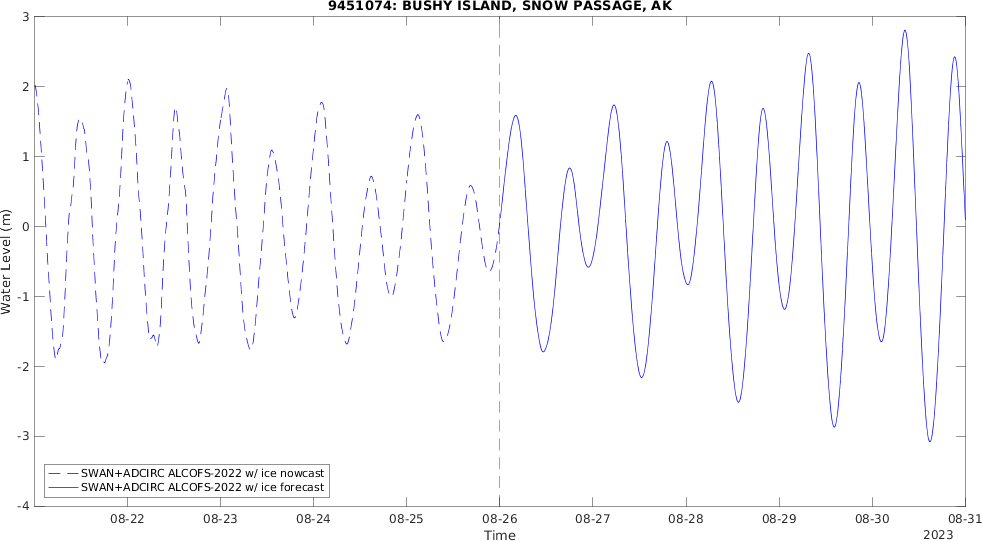 9451074: BUSHY ISLAND, SNOW PASSAGE, AK
3
2
1
0
-1
-2
-3
-4
Water Level (m)
SWAN+ADCIRC ALCOFS-2022 w/ ice nowcast
SWAN+ADCIRC ALCOFS-2022 w/ ice forecast
08-22 08-23 08-24 08-25 08-26 08-27 08-28 08-29 08-30 08-31
Time
2023